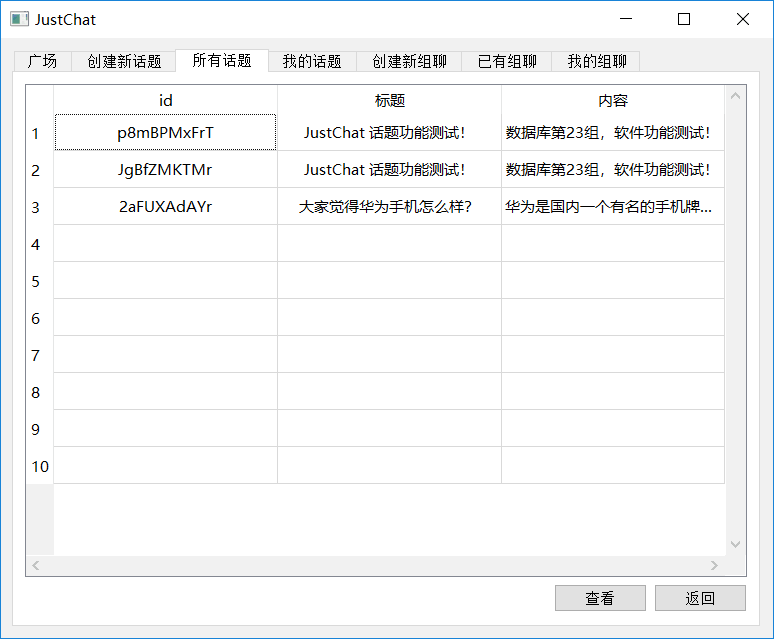 JustChat
广场 创建新话题 所有话题 我的话题 创建新组聊 已有组聊 我的组聊
id 标题 内容
1 p8mBPMxFrT JustChat 话题功能测试！ 数据库第23组，软件功能测试！
2 JgBfZMKTMr JustChat 话题功能测试！ 数据库第23组，软件功能测试！
3 2aFUXAdAYr 大家觉得华为手机怎么样？ 华为是国内一个有名的手机牌...
4
5
6
7
8
9
10
查看 返回